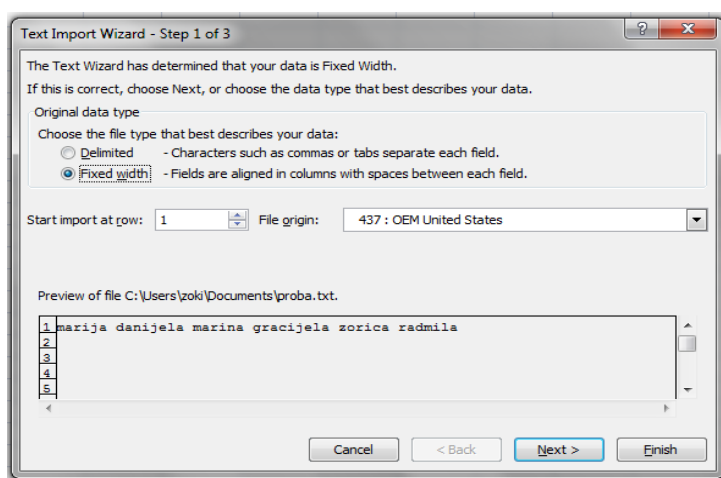 Text Import Wizard - Step 1 of 3
The Text Wizard has determined that your data is Fixed Width.
If this is correct, choose Next, or choose the data type that best describes your data.
Original data type
Choose the file type that best describes your data:
Delimited - Characters such as commas or tabs separate each field.
Fixed width - Fields are aligned in columns with spaces between each field.
Start import at row: 1 File origin: 437 : OEM United States
Preview of file C:\Users\zoki\Documents\proba.txt.
1 marija danijela marina gracijela zorica radmila
2
3
4
5
Cancel < Back Next > Finish